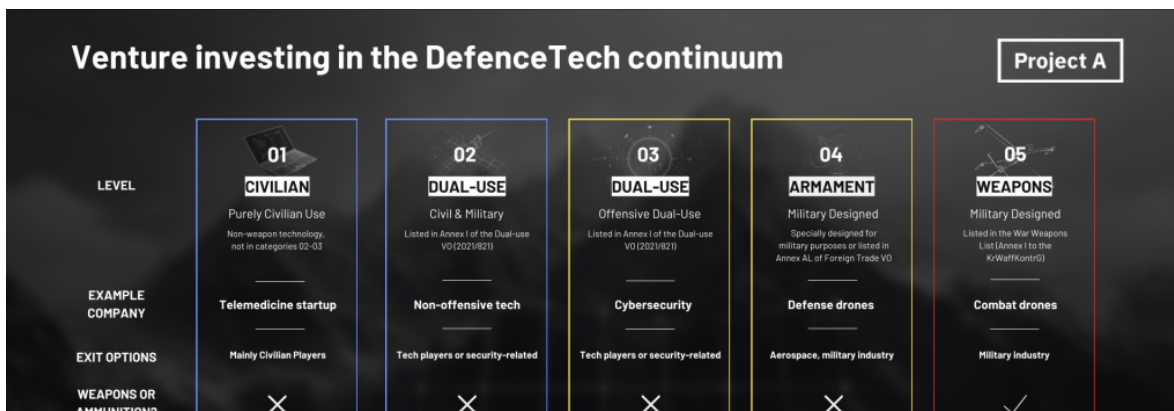 Venture investing in the DefenceTech continuum
Project A
LEVEL
01
CIVILIAN
Purely Civilian Use
Non-weapon technology,
not in categories 02-03
02
DUAL-USE
Civil & Military
Listed in Annex I of the Dual-use
VO (2021/821)
03
DUAL-USE
Offensive Dual-Use
Listed in Annex I of the Dual-use
VO (2021/821)
04
ARMAMENT
Military Designed
Specially designed for
military purposes or listed in
Annex AL of Foreign Trade VO
05
WEAPONS
Military Designed
Listed in the War Weapons
List (Annex I to the
KrWaffKontrG)
EXAMPLE
COMPANY
Telemedicine startup
Non-offensive tech
Cybersecurity
Defense drones
Combat drones
EXIT OPTIONS
Mainly Civilian Players
Tech players or security-related
Tech players or security-related
Aerospace, military industry
Military industry
WEAPONS OR
AMMUNITION?